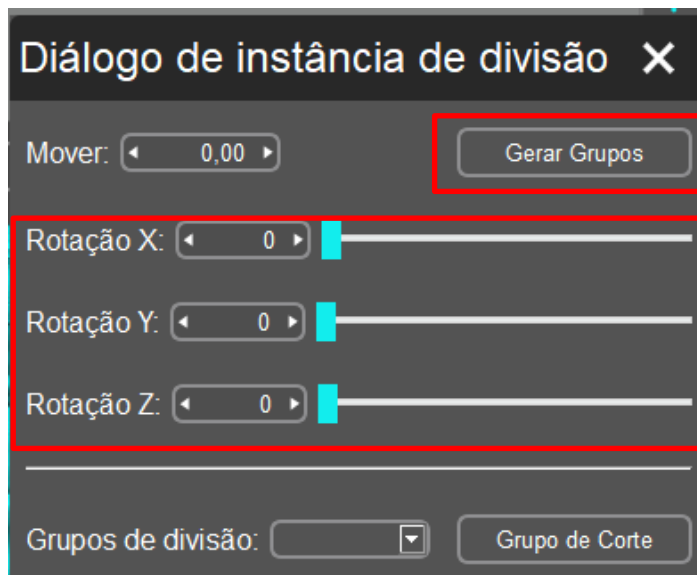 Diálogo de instância de divisão
Mover: 0,00 Gerar Grupos
Rotação X: 0
Rotação Y: 0
Rotação Z: 0
Grupos de divisão: Grupo de Corte